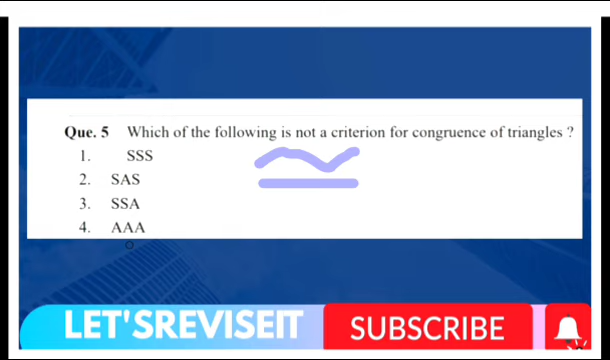 Que. 5 Which of the following is not a criterion for congruence of triangles ?
1. SSS
2. SAS
3. SSA
4. AAA
LET'SREVISEIT
SUBSCRIBE